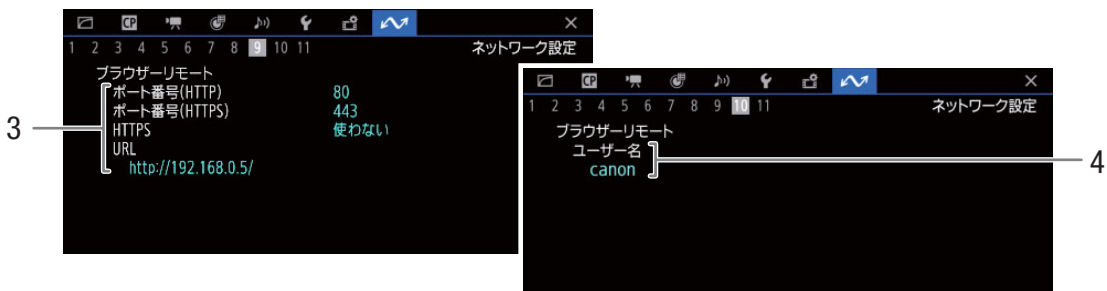 CP
1 2 3 4 5 6 7 8 9 10 11 ネットワーク設定
ブラウザーリモート
ポート番号(HTTP) 80
ポート番号(HTTPS) 443
HTTPS 使わない
URL
http://192.168.0.5/
3
CP
1 2 3 4 5 6 7 8 9 10 11 ネットワーク設定
ブラウザーリモート
ユーザー名
canon
4